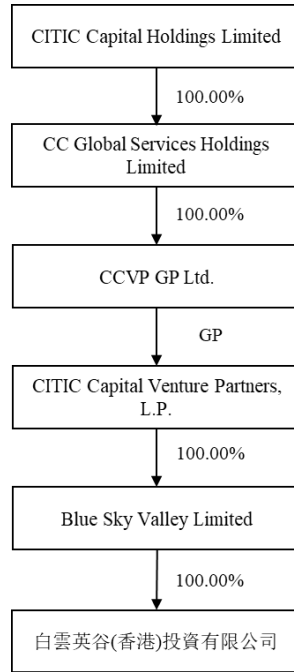 CITIC Capital Holdings Limited
100.00%
CC Global Services Holdings
Limited
100.00%
CCVP GP Ltd.
GP
CITIC Capital Venture Partners,
L.P.
100.00%
Blue Sky Valley Limited
100.00%
白雲英谷(香港)投資有限公司